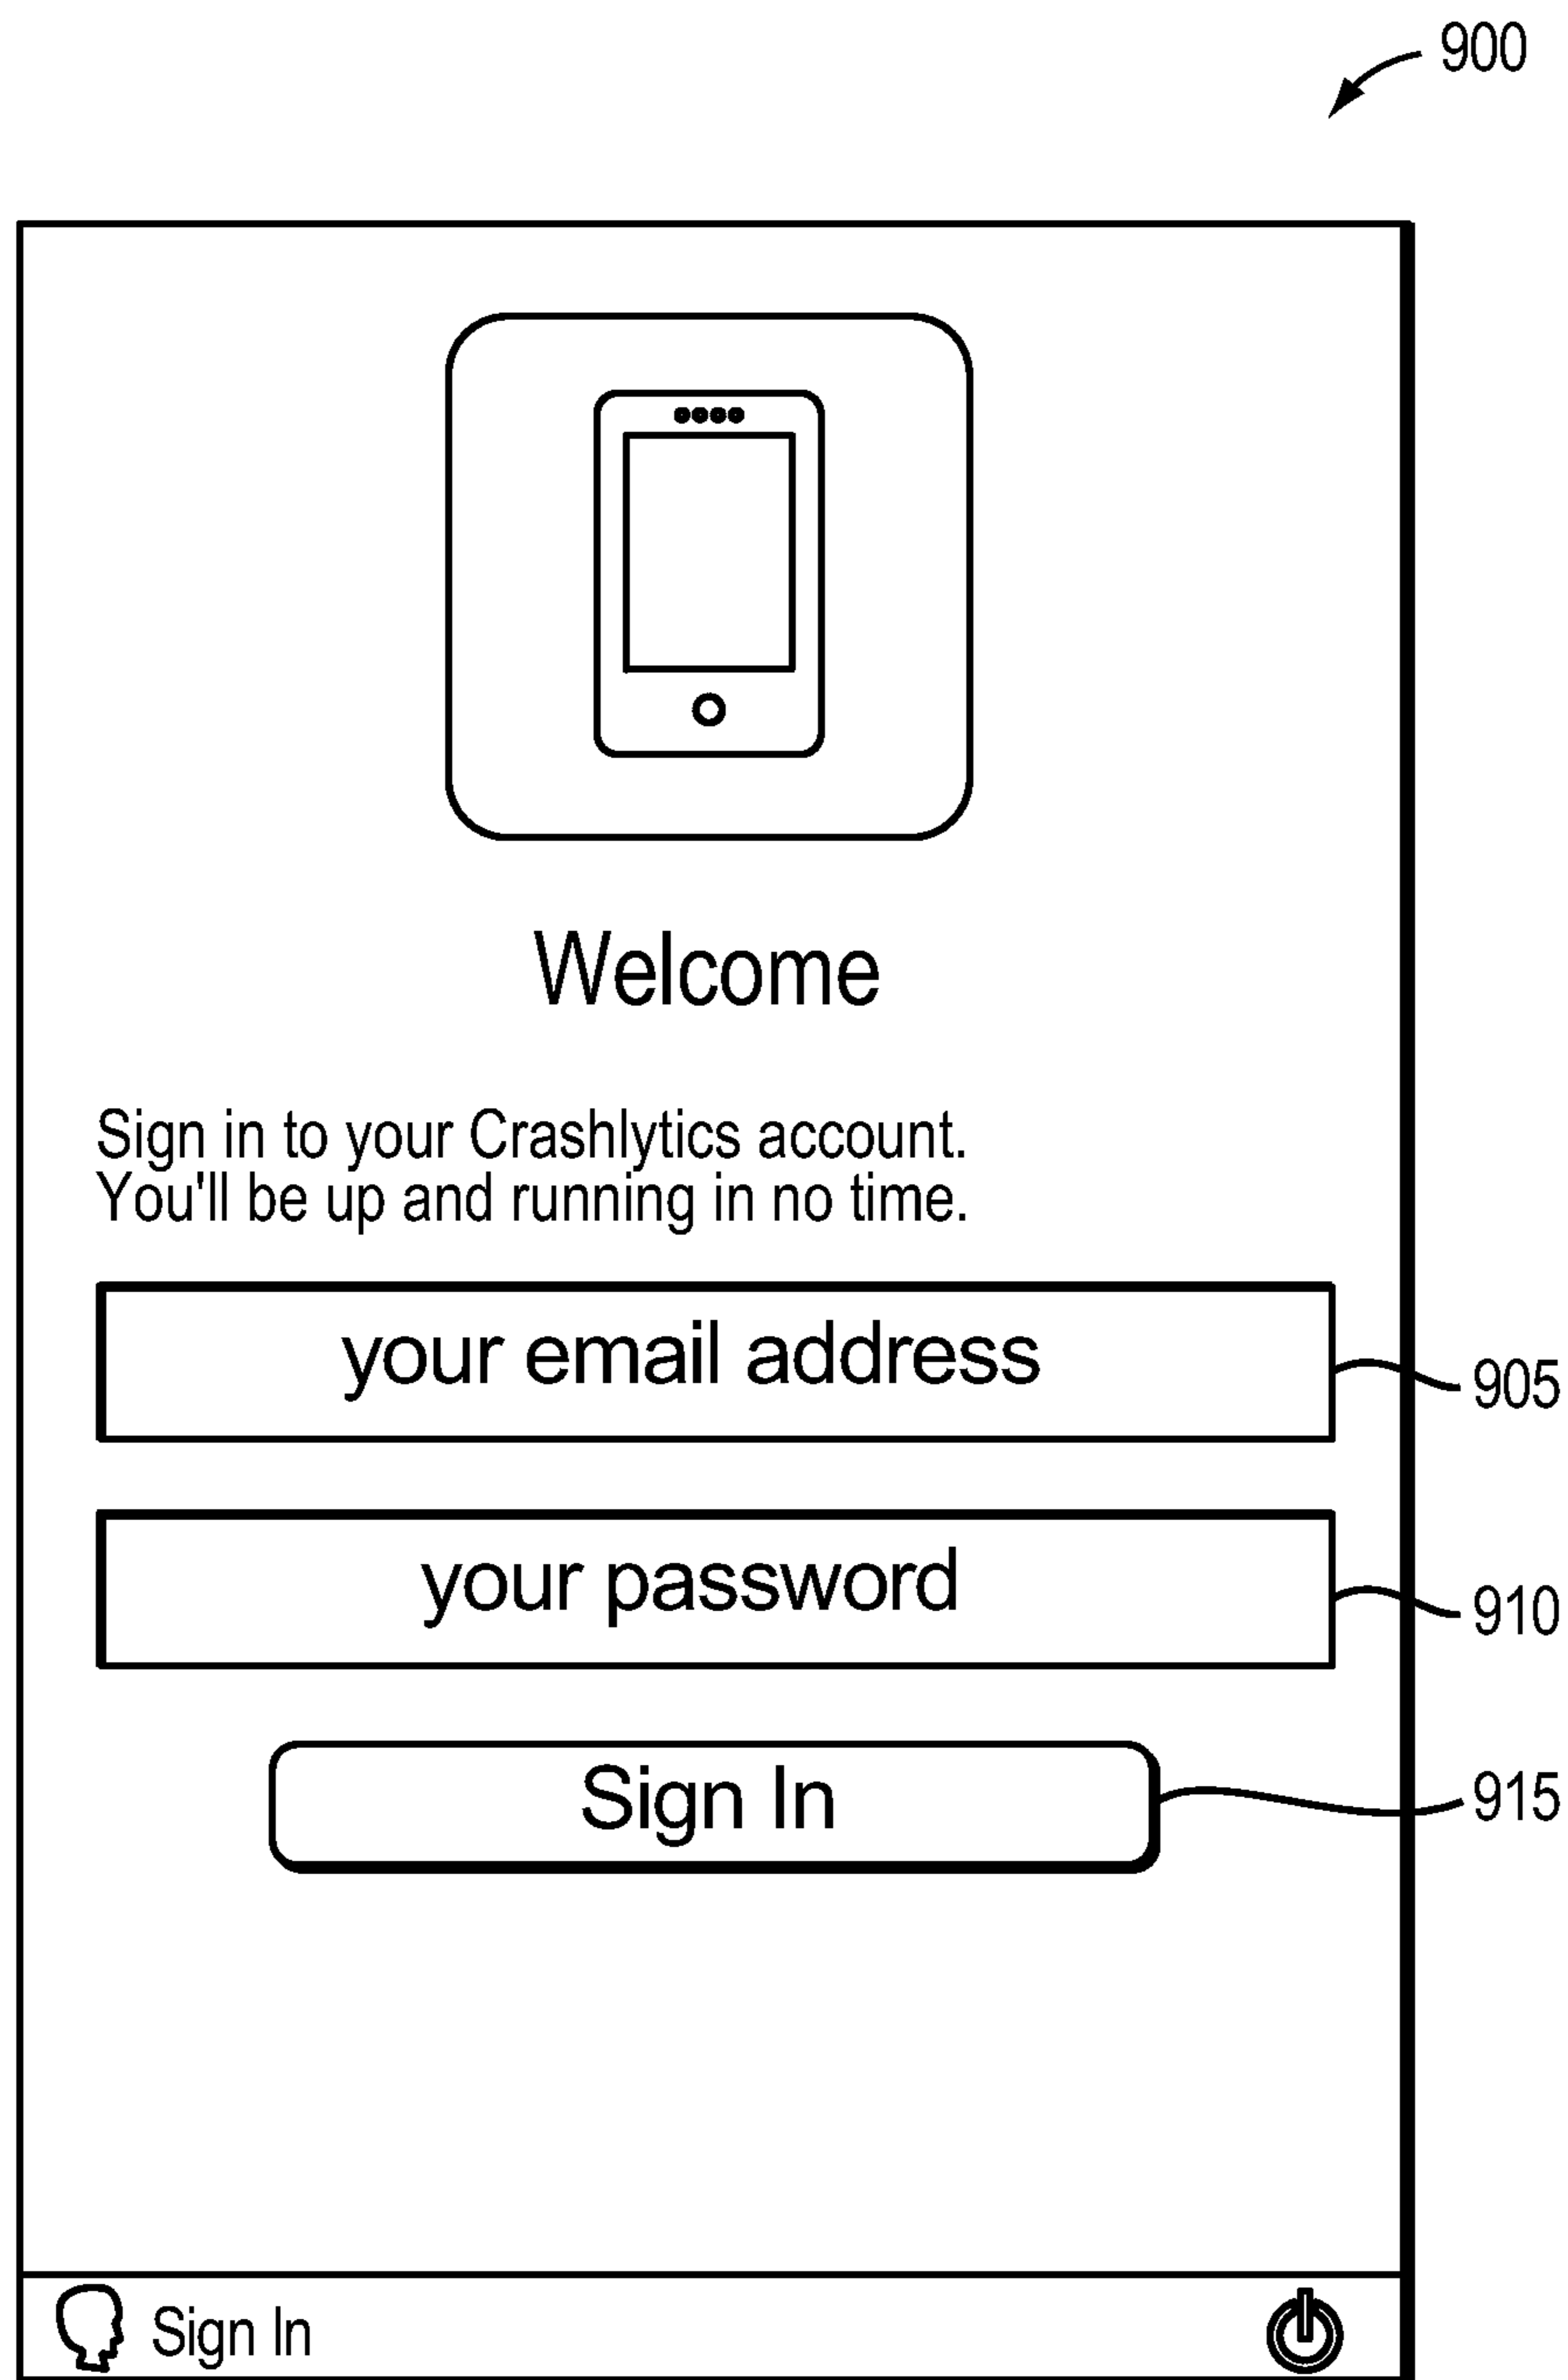 900
Welcome
Sign in to your Crashlytics account.
You'll be up and running in no time.
your email address
905
your password
910
Sign In
915
Sign In